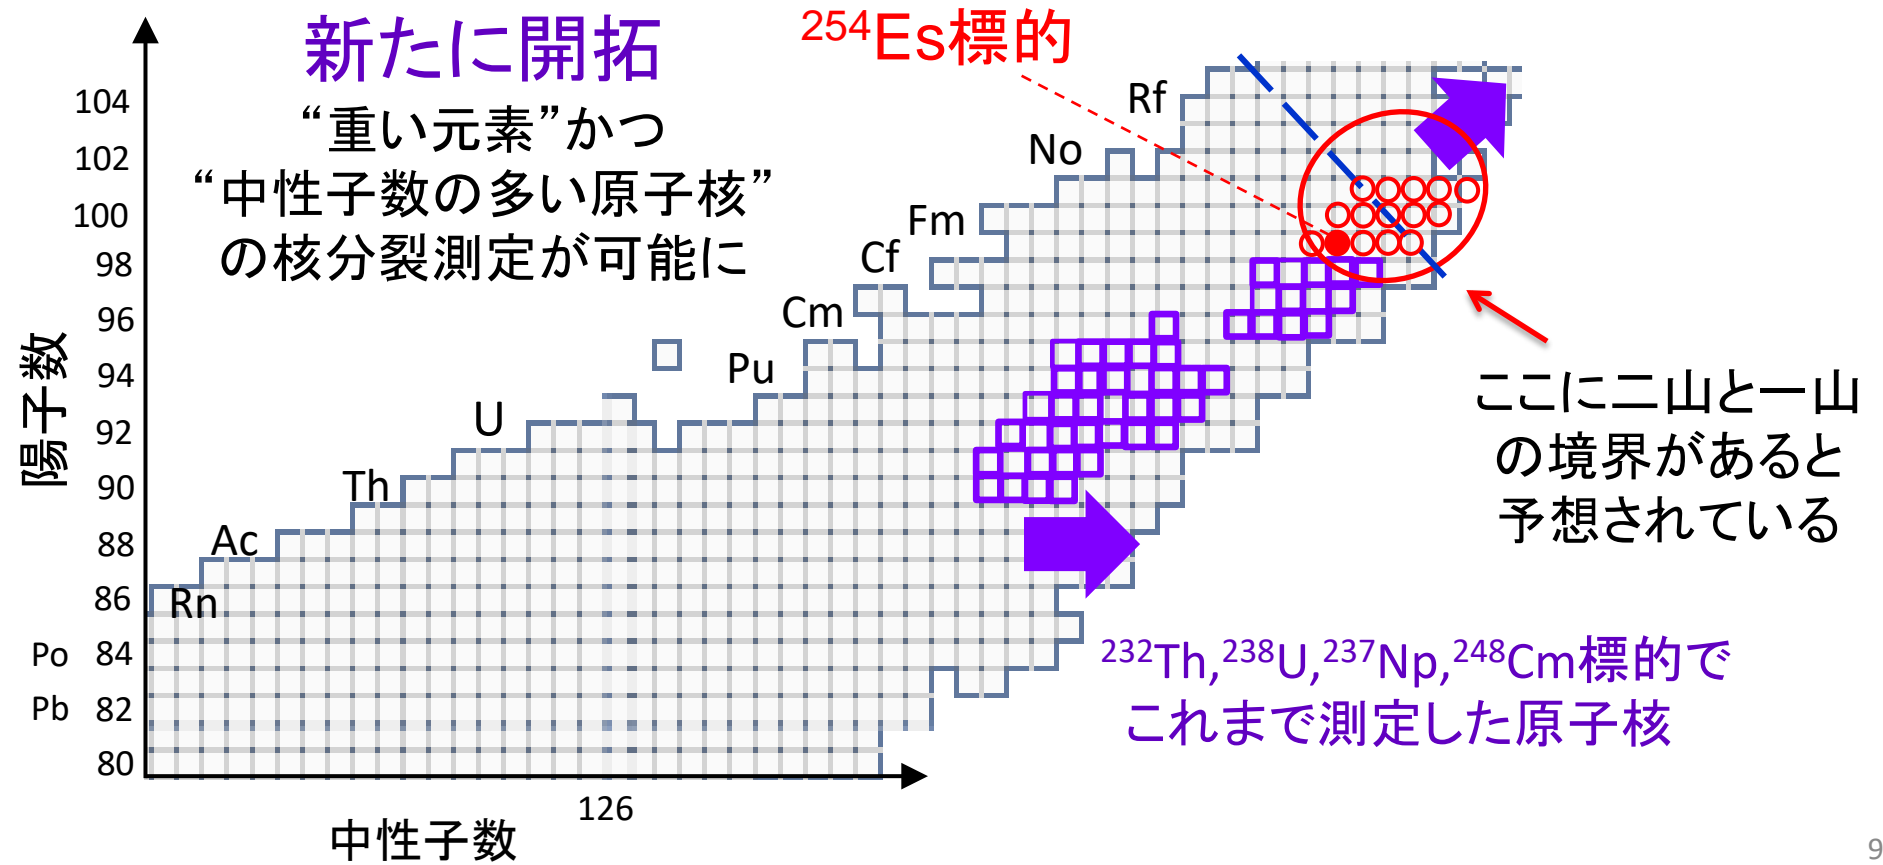 新たに開拓
“重い元素”かつ
“中性子数の多い原子核”
の核分裂測定が可能に
254Es標的
Rf
No
Fm
Cf
Cm
Pu
U
Th
Ac
Rn
104
102
100
98
96
94
92
90
88
86
Po 84
Pb 82
80
陽子数
126
中性子数
ここに二山と一山
の境界があると
予想されている
232Th,238U,237Np,248Cm標的で
これまで測定した原子核
9